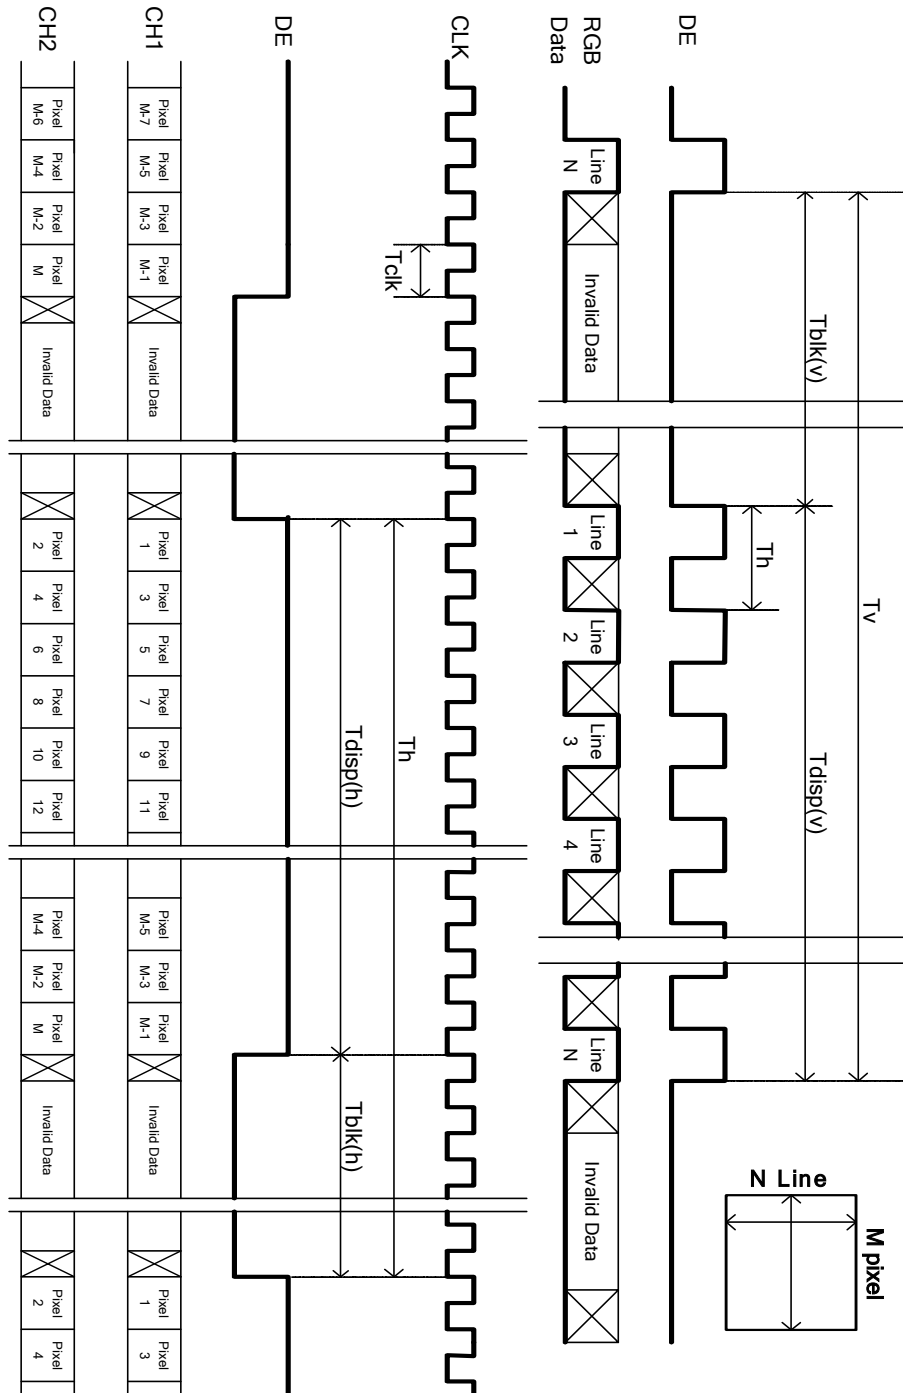 Tv
M pixel
N Line
Tblk(v) Tdisp(v)
Th
DE
RGB
Data
Line
N
Invalid Data
Line
1
Line
2
Line
3
Line
4
Line
N
Invalid Data
CLK
Tclk
Th
Tdisp(h) Tblk(h)
DE
CH1
Pixel
M-7
Pixel
M-5
Pixel
M-3
Pixel
M-1
Invalid Data
Pixel
1
Pixel
3
Pixel
5
Pixel
7
Pixel
9
Pixel
11
Pixel
M-5
Pixel
M-3
Pixel
M-1
Invalid Data
Pixel
1
Pixel
3
CH2
Pixel
M-6
Pixel
M-4
Pixel
M-2
Pixel
M
Invalid Data
Pixel
2
Pixel
4
Pixel
6
Pixel
8
Pixel
10
Pixel
12
Pixel
M-4
Pixel
M-2
Pixel
M
Invalid Data
Pixel
2
Pixel
4